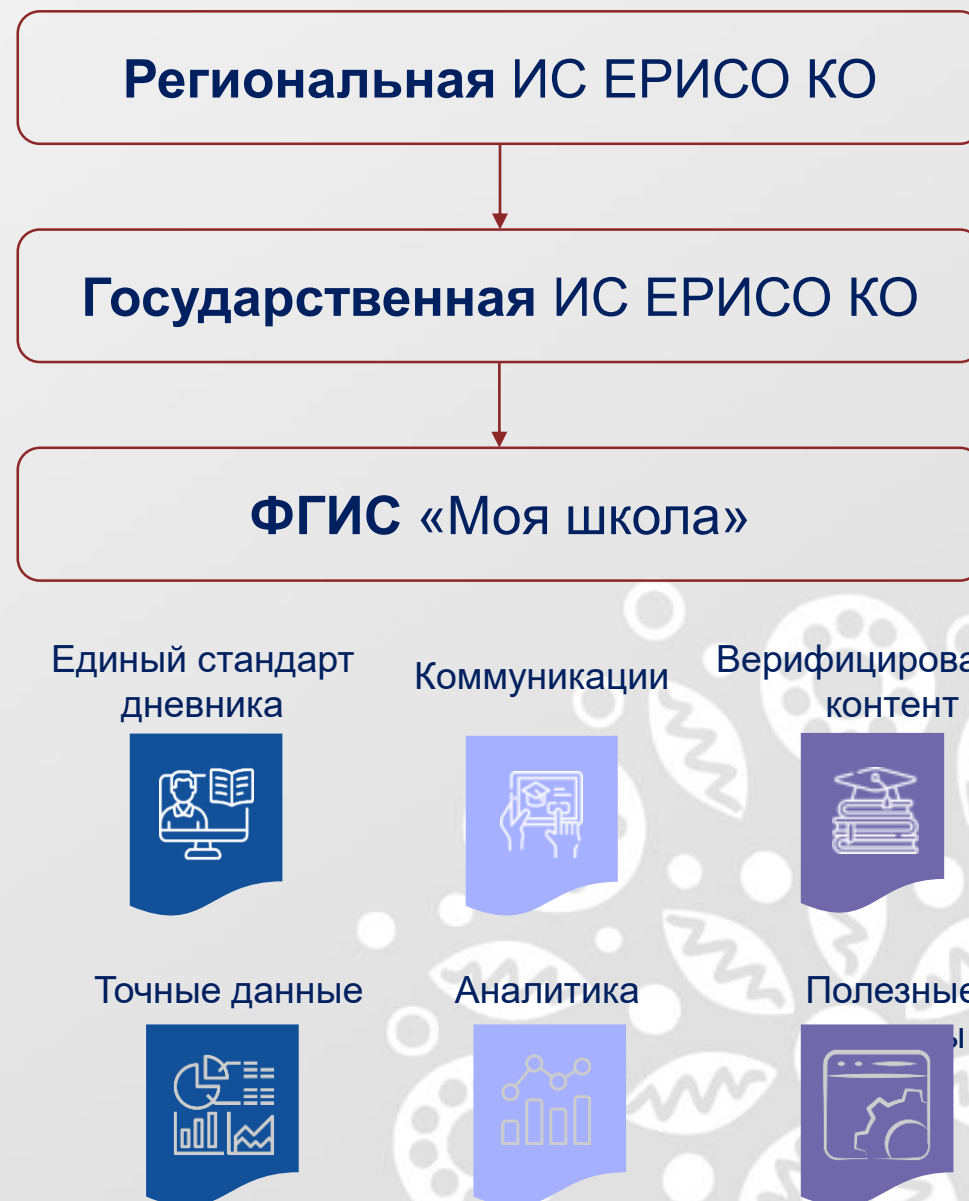 Региональная ИС ЕРИСО КО
Государственная ИС ЕРИСО КО
ФГИС «Моя школа»
Единый стандарт
дневника
Коммуникации
контент
Точные данные
Аналитика
Полезные